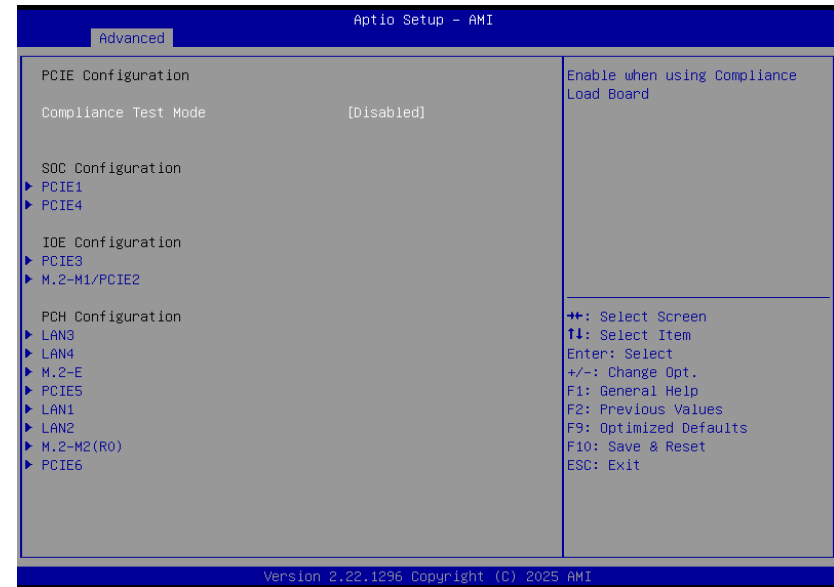 Aptio Setup – AMI
Advanced
PCIE Configuration
Compliance Test Mode [Disabled]
SOC Configuration
PCIE1
PCIE4
IOE Configuration
PCIE3
M.2-M1/PCIE2
PCH Configuration
LAN3
LAN4
M.2-E
PCIE5
LAN1
LAN2
M.2-M2(RO)
PCIE6
Enable when using Compliance
Load Board
→←: Select Screen
↑↓: Select Item
Enter: Select
+/-: Change Opt.
F1: General Help
F2: Previous Values
F9: Optimized Defaults
F10: Save & Reset
ESC: Exit
Version 2.22.1296 Copyright (C) 2025 AMI